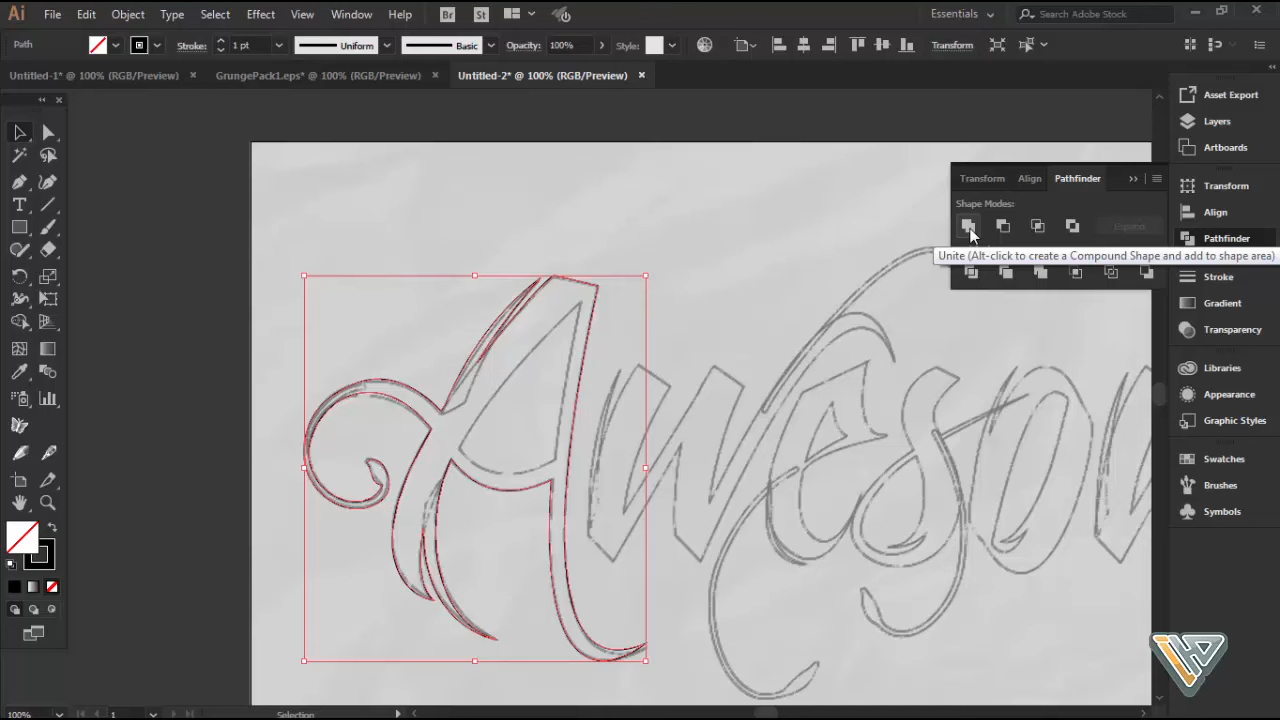 Ai File Edit Object Type Select Effect View Window Help Br St Essentials Search Adobe Stock
Path Stroke: 1 pt Uniform Basic Opacity: 100% Style: Transform
Untitled-1* @ 100% (RGB/Preview) × GrungePack1.eps* @ 100% (RGB/Preview) × Untitled-2* @ 100% (RGB/Preview) ×
Asset Export
Layers
Artboards
Transform
Align
Pathfinder
Stroke
Gradient
Transparency
Libraries
Appearance
Graphic Styles
Swatches
Brushes
Symbols
Transform Align Pathfinder
Shape Modes:
Expand
Unite (Alt-click to create a Compound Shape and add to shape area)
Aweso
100% 1 Selection